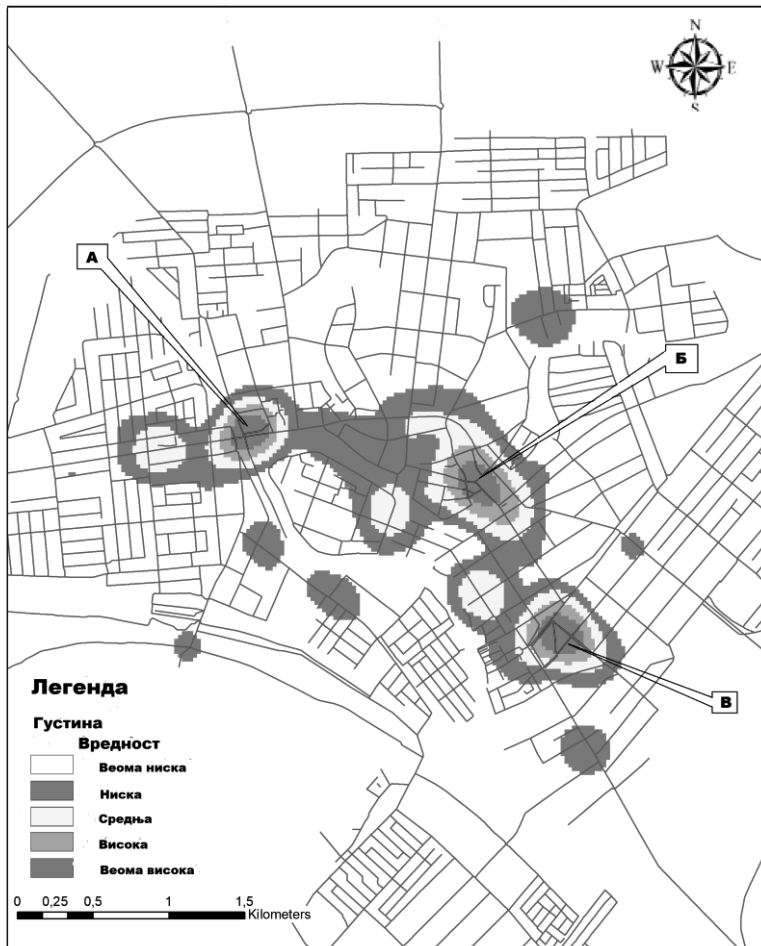 N
W E
S
А
Б
В
Легенда
Густина
Вредност
Веома ниска
Ниска
Средња
Висока
Веома висока
0 0,25 0,5 1 1,5
Kilometers